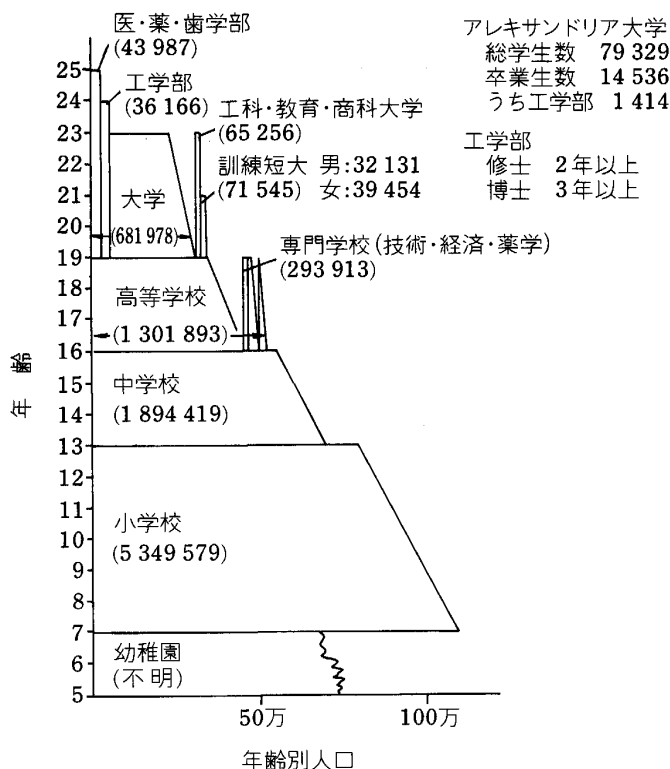 医・薬・歯学部
(43 987)
工学部
(36 166)
工科・教育・商科大学
(65 256)
訓練短大 男:32 131
(71 545) 女:39 454
大学
(681 978)
専門学校(技術・経済・薬学)
(293 913)
高等学校
(1 301 893)
中学校
(1 894 419)
小学校
(5 349 579)
幼稚園
(不明)
アレキサンドリア大学
総学生数 79 329
卒業生数 14 536
うち工学部 1 414
工学部
修士 2年以上
博士 3年以上
年齢
25
24
23
22
21
20
19
18
17
16
15
14
13
12
11
10
9
8
7
6
5
50万
100万
年齢別人口